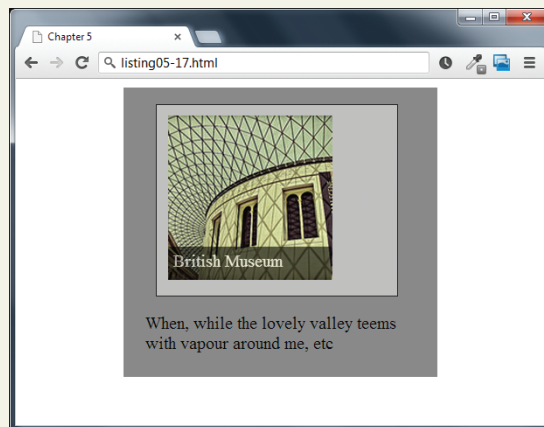 Chapter 5
listing05-17.html
British Museum
When, while the lovely valley teems
with vapour around me, etc